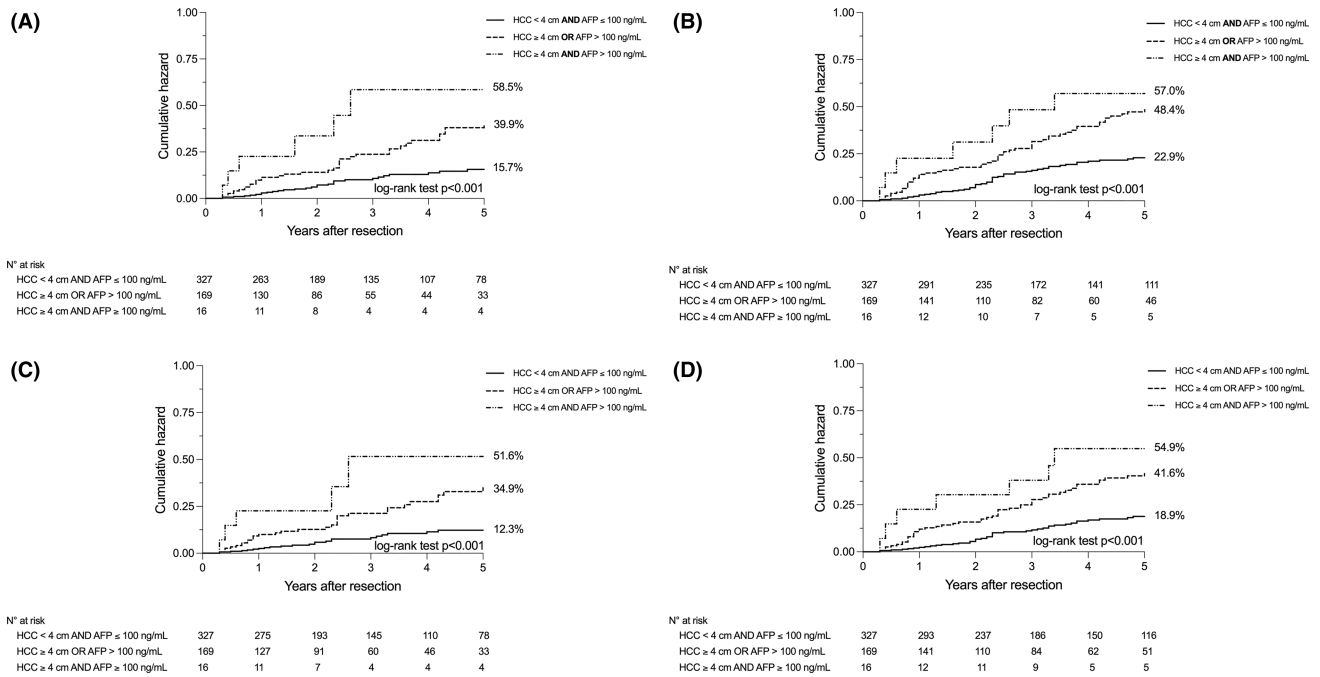 (A)
HCC < 4 cm AND AFP ≤ 100 ng/mL
HCC ≥ 4 cm OR AFP > 100 ng/mL
HCC ≥ 4 cm AND AFP > 100 ng/mL
1.00
0.75
0.50
0.25
0.00
Cumulative hazard
58.5%
39.9%
15.7%
log-rank test p<0.001
0 1 2 3 4 5
Years after resection
N° at risk
HCC < 4 cm AND AFP ≤ 100 ng/mL 327 263 189 135 107 78
HCC ≥ 4 cm OR AFP > 100 ng/mL 169 130 86 55 44 33
HCC ≥ 4 cm AND AFP ≥ 100 ng/mL 16 11 8 4 4 4
(B)
HCC < 4 cm AND AFP ≤ 100 ng/mL
HCC ≥ 4 cm OR AFP > 100 ng/mL
HCC ≥ 4 cm AND AFP > 100 ng/mL
1.00
0.75
0.50
0.25
0.00
Cumulative hazard
57.0%
48.4%
22.9%
log-rank test p<0.001
0 1 2 3 4 5
Years after resection
N° at risk
HCC < 4 cm AND AFP ≤ 100 ng/mL 327 291 235 172 141 111
HCC ≥ 4 cm OR AFP > 100 ng/mL 169 141 110 82 60 46
HCC ≥ 4 cm AND AFP ≥ 100 ng/mL 16 12 10 7 5 5
(C)
HCC < 4 cm AND AFP ≤ 100 ng/mL
HCC ≥ 4 cm OR AFP > 100 ng/mL
HCC ≥ 4 cm AND AFP > 100 ng/mL
1.00
0.75
0.50
0.25
0.00
Cumulative hazard
51.6%
34.9%
12.3%
log-rank test p<0.001
0 1 2 3 4 5
Years after resection
N° at risk
HCC < 4 cm AND AFP ≤ 100 ng/mL 327 275 193 145 110 78
HCC ≥ 4 cm OR AFP > 100 ng/mL 169 127 91 60 46 33
HCC ≥ 4 cm AND AFP ≥ 100 ng/mL 16 11 7 4 4 4
(D)
HCC < 4 cm AND AFP ≤ 100 ng/mL
HCC ≥ 4 cm OR AFP > 100 ng/mL
HCC ≥ 4 cm AND AFP > 100 ng/mL
1.00
0.75
0.50
0.25
0.00
Cumulative hazard
54.9%
41.6%
18.9%
log-rank test p<0.001
0 1 2 3 4 5
Years after resection
N° at risk
HCC < 4 cm AND AFP ≤ 100 ng/mL 327 293 237 186 150 116
HCC ≥ 4 cm OR AFP > 100 ng/mL 169 141 110 84 62 51
HCC ≥ 4 cm AND AFP ≥ 100 ng/mL 16 12 11 9 5 5